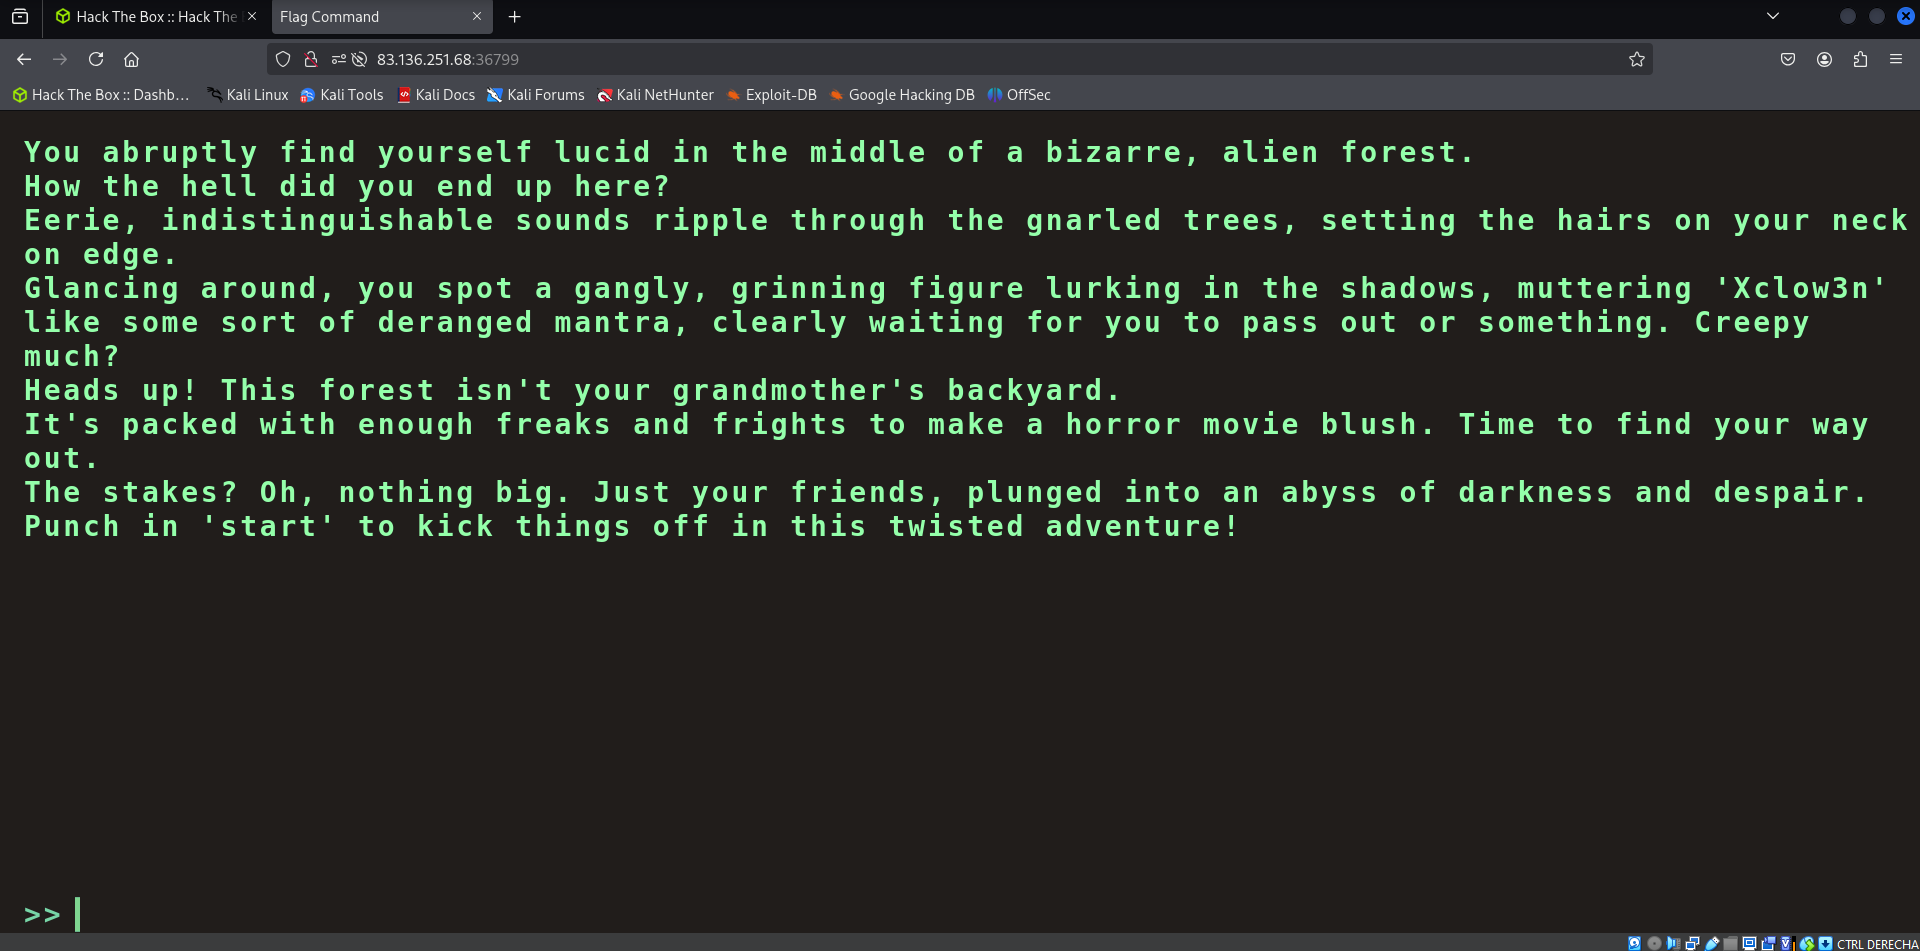 Hack The Box :: Hack The
Flag Command
83.136.251.68:36799
Hack The Box :: Dashb... Kali Linux Kali Tools Kali Docs Kali Forums Kali NetHunter Exploit-DB Google Hacking DB OffSec
You abruptly find yourself lucid in the middle of a bizarre, alien forest.
How the hell did you end up here?
Eerie, indistinguishable sounds ripple through the gnarled trees, setting the hairs on your neck
on edge.
Glancing around, you spot a gangly, grinning figure lurking in the shadows, muttering 'Xclow3n'
like some sort of deranged mantra, clearly waiting for you to pass out or something. Creepy
much?
Heads up! This forest isn't your grandmother's backyard.
It's packed with enough freaks and frights to make a horror movie blush. Time to find your way
out.
The stakes? Oh, nothing big. Just your friends, plunged into an abyss of darkness and despair.
Punch in 'start' to kick things off in this twisted adventure!
>>
CTRL DERECHA